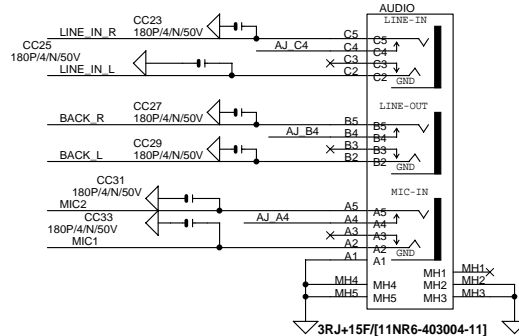 AUDIO
CC23
180P/4/N/50V
LINE-IN
LINE_IN_R
C5 C5
CC25
180P/4/N/50V
AJ_C4
C4 C4
C3 C3
LINE_IN_L
C2 C2
GND
CC27
180P/4/N/50V
LINE-OUT
BACK_R
B5 B5
AJ_B4
B4 B4
B3 B3
CC29
180P/4/N/50V
BACK_L
B2 B2
GND
CC31
180P/4/N/50V
MIC-IN
MIC2
A5 A5
CC33
180P/4/N/50V
AJ_A4
A4 A4
A3 A3
MIC1
A2 A2
GND
A1 A1
MH1 MH1
MH4 MH4
MH2 MH2
MH5 MH5
MH3 MH3
3RJ+15F/[11NR6-403004-11]